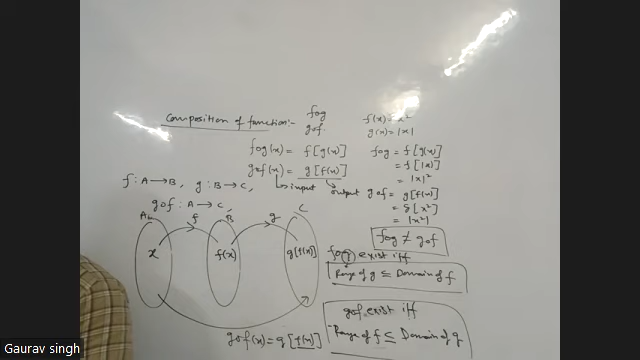 Composition of function:- fog
gof
fog(x) = f[g(x)]
gof(x) = g[f(x)]
input output
f(x) = x²
g(x) = |x|
fog = f[g(x)]
= f[|x|]
= |x|²
gof = g[f(x)]
= g[x²]
= |x²|
fog ≠ gof
f: A → B, g: B → C,
gof: A → C,
A f B g C
x f(x) g[f(x)]
gof(x) = g[f(x)]
fog exist iff
Range of g ⊆ Domain of f
gof exist iff
Range of f ⊆ Domain of g
Gaurav singh